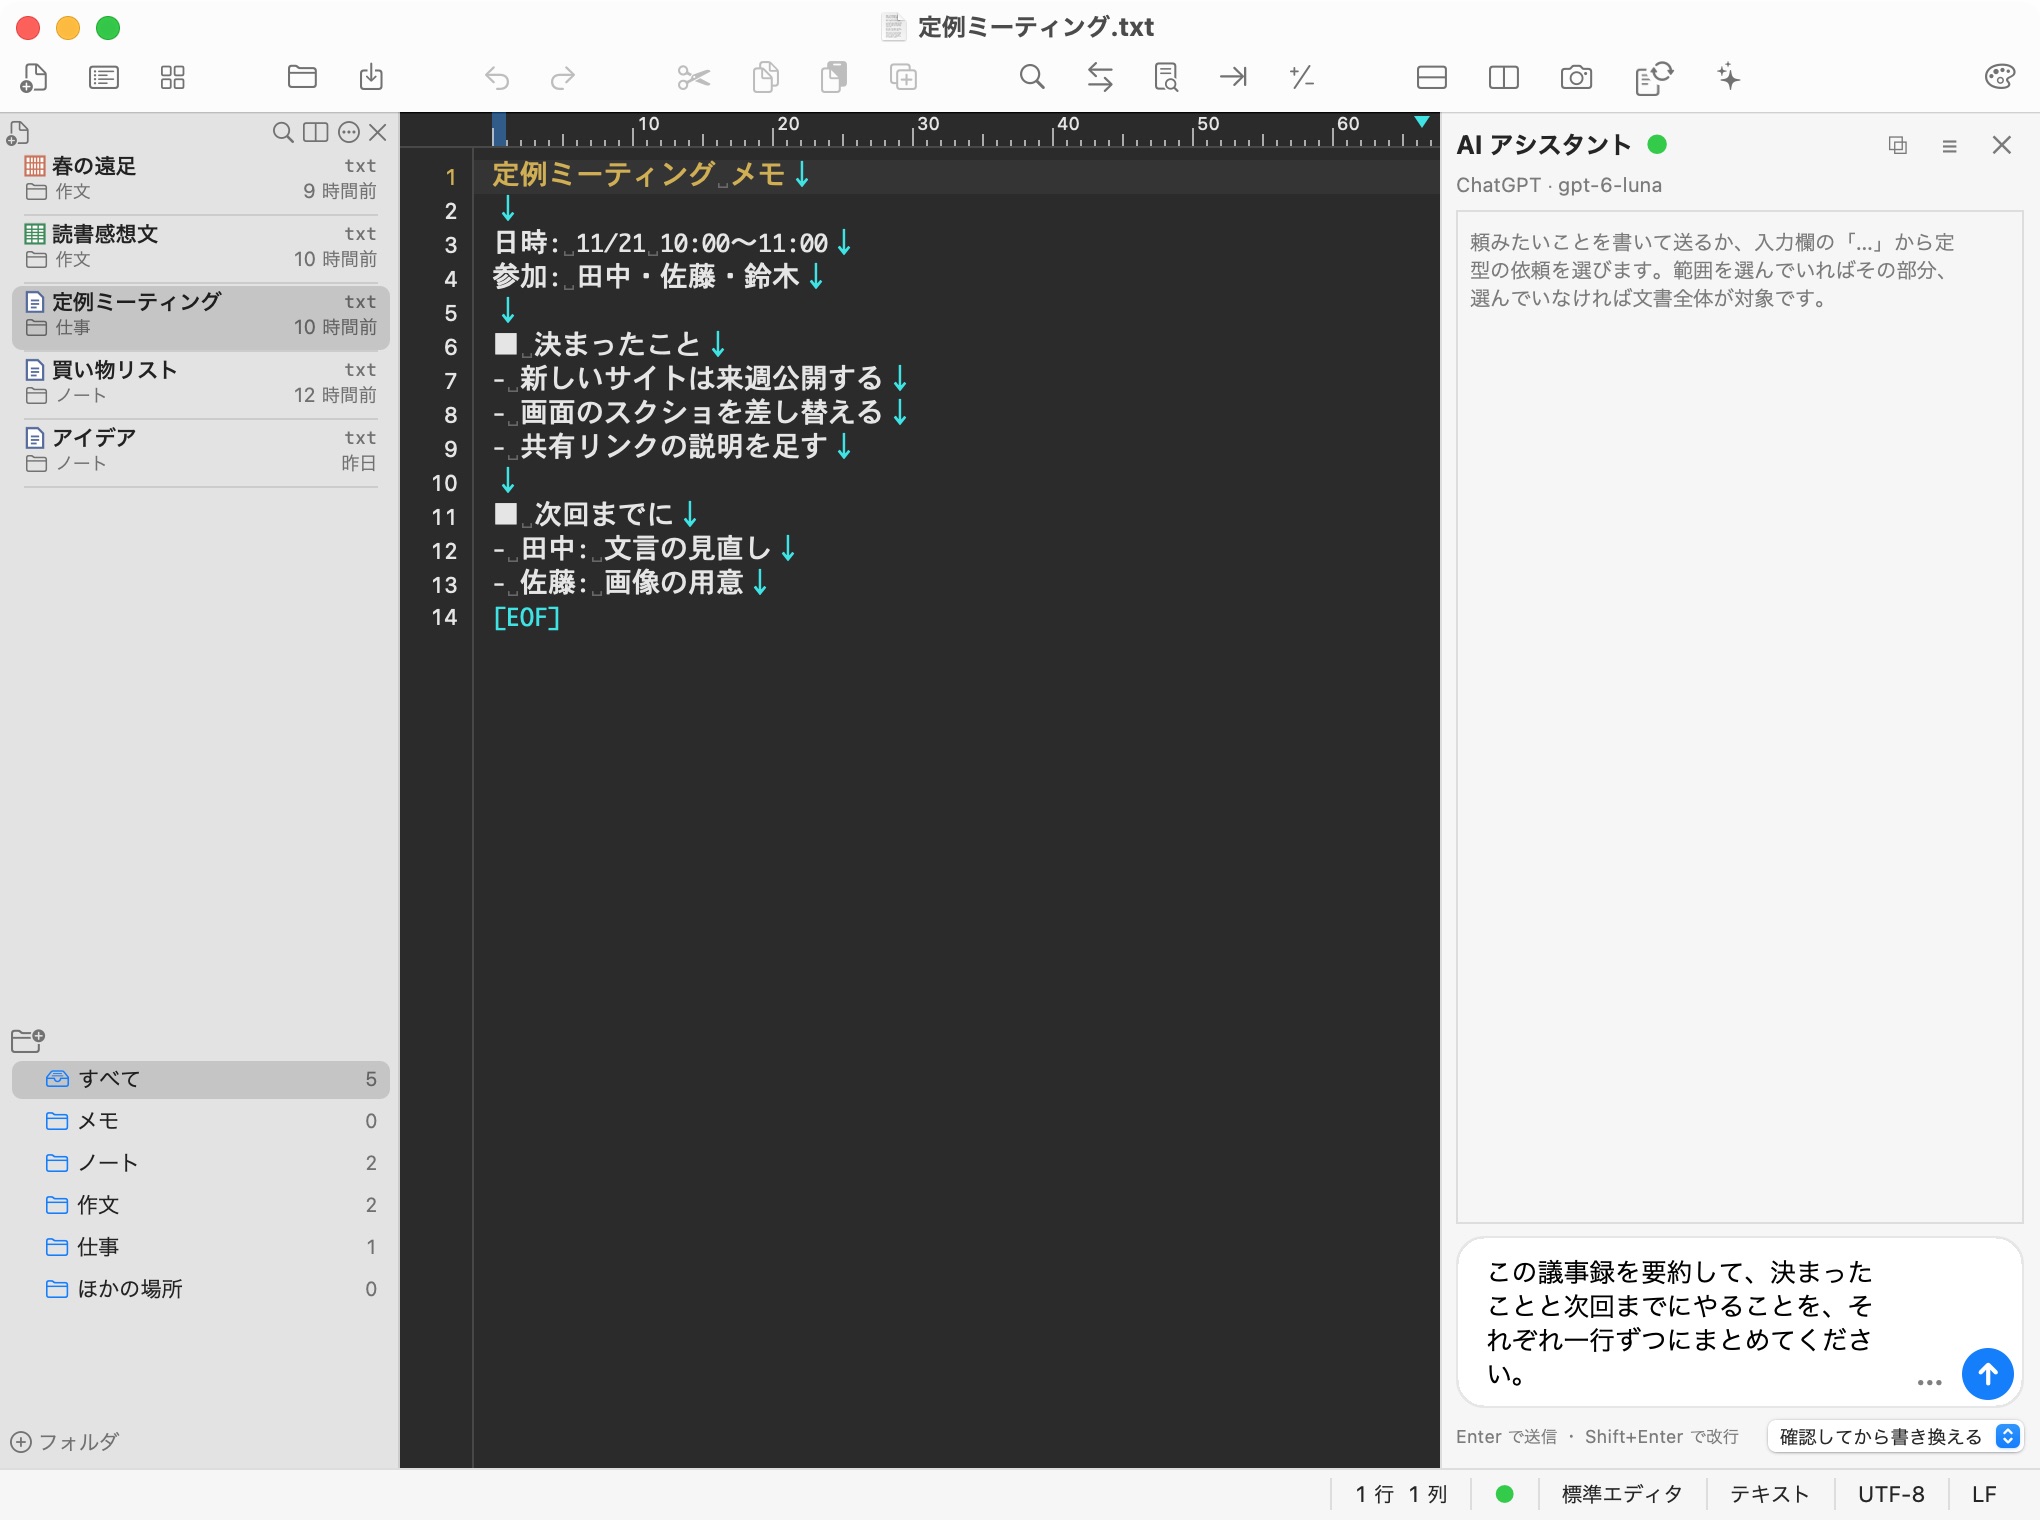 定例ミーティング.txt
春の遠足 txt
作文 9 時間前
読書感想文 txt
作文 10 時間前
定例ミーティング txt
仕事 10 時間前
買い物リスト txt
ノート 12 時間前
アイデア txt
ノート 昨日
すべて 5
メモ 0
ノート 2
作文 2
仕事 1
ほかの場所 0
フォルダ
10 20 30 40 50 60
1 定例ミーティング メモ↓
2 ↓
3 日時: 11/21 10:00〜11:00↓
4 参加: 田中・佐藤・鈴木↓
5 ↓
6 ■ 決まったこと↓
7 - 新しいサイトは来週公開する↓
8 - 画面のスクショを差し替える↓
9 - 共有リンクの説明を足す↓
10 ↓
11 ■ 次回までに↓
12 - 田中: 文言の見直し↓
13 - 佐藤: 画像の用意↓
14 [EOF]
AI アシスタント
ChatGPT · gpt-6-luna
頼みたいことを書いて送るか、入力欄の「…」から定
型の依頼を選びます。範囲を選んでいればその部分、
選んでいなければ文書全体が対象です。
この議事録を要約して、決まった
ことと次回までにやることを、そ
れぞれ一行ずつにまとめてくださ
い。
Enter で送信 ・ Shift+Enter で改行 確認してから書き換える
1 行 1 列 標準エディタ テキスト UTF-8 LF